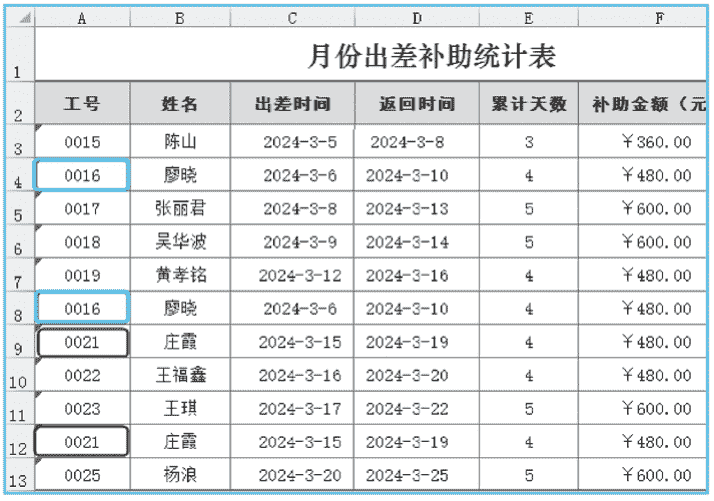 A B C D E F
1 月份出差补助统计表
2 工号 姓名 出差时间 返回时间 累计天数 补助金额（元
3 0015 陈山 2024-3-5 2024-3-8 3 ￥360.00
4 0016 廖晓 2024-3-6 2024-3-10 4 ￥480.00
5 0017 张丽君 2024-3-8 2024-3-13 5 ￥600.00
6 0018 吴华波 2024-3-9 2024-3-14 5 ￥600.00
7 0019 黄孝铭 2024-3-12 2024-3-16 4 ￥480.00
8 0016 廖晓 2024-3-6 2024-3-10 4 ￥480.00
9 0021 庄霞 2024-3-15 2024-3-19 4 ￥480.00
10 0022 王福鑫 2024-3-16 2024-3-20 4 ￥480.00
11 0023 王琪 2024-3-17 2024-3-22 5 ￥600.00
12 0021 庄霞 2024-3-15 2024-3-19 4 ￥480.00
13 0025 杨浪 2024-3-20 2024-3-25 5 ￥600.00